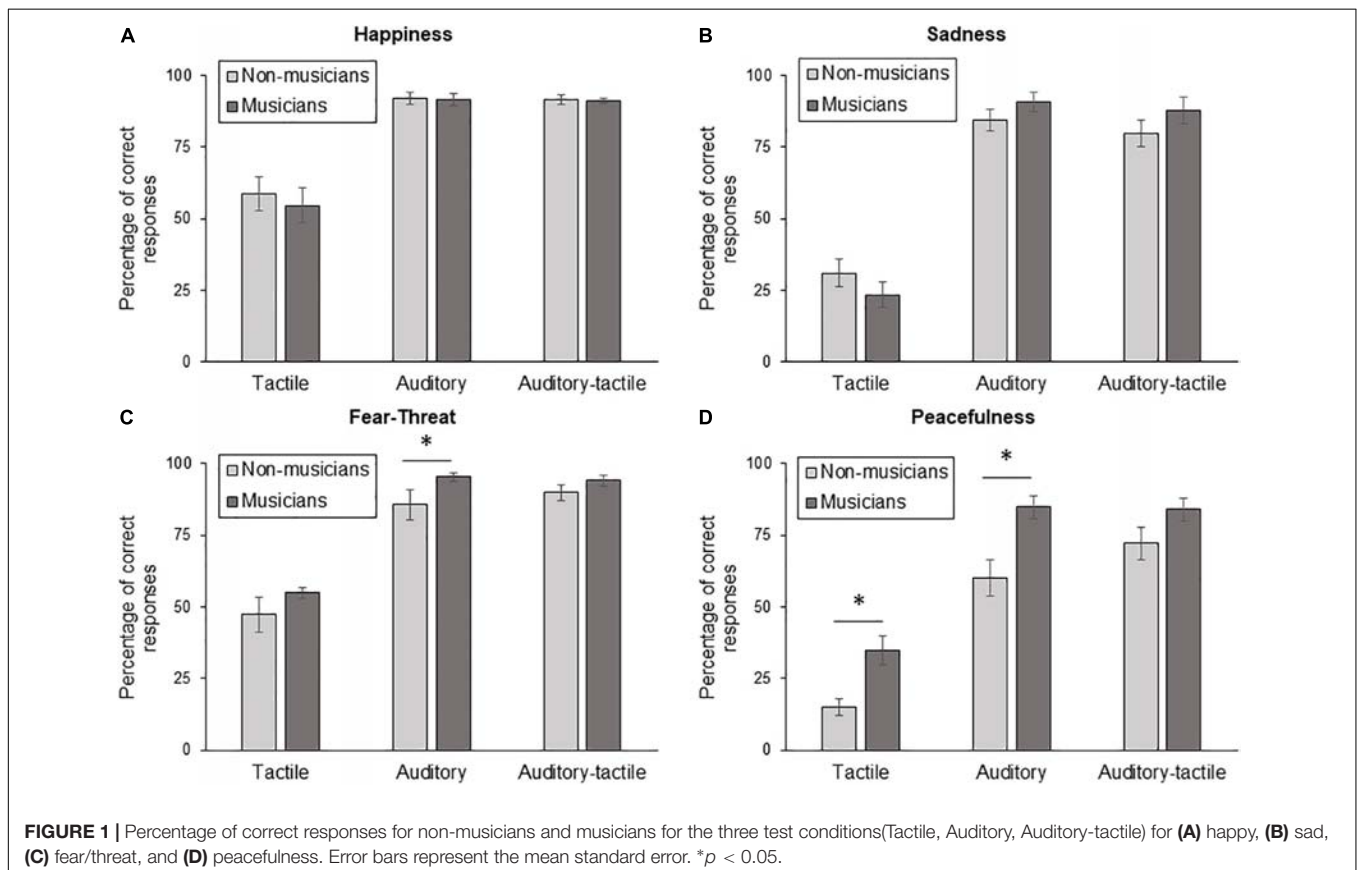 A
Happiness
Non-musicians
Musicians
Percentage of correct
responses
100
75
50
25
0
Tactile
Auditory
Auditory-tactile
B
Sadness
Non-musicians
Musicians
Percentage of correct
responses
100
75
50
25
0
Tactile
Auditory
Auditory-tactile
C
Fear-Threat
Non-musicians
Musicians
*
Percentage of correct
responses
100
75
50
25
0
Tactile
Auditory
Auditory-tactile
D
Peacefulness
Non-musicians
Musicians
*
*
Percentage of correct
responses
100
75
50
25
0
Tactile
Auditory
Auditory-tactile
FIGURE 1 | Percentage of correct responses for non-musicians and musicians for the three test conditions(Tactile, Auditory, Auditory-tactile) for (A) happy, (B) sad,
(C) fear/threat, and (D) peacefulness. Error bars represent the mean standard error. *p < 0.05.